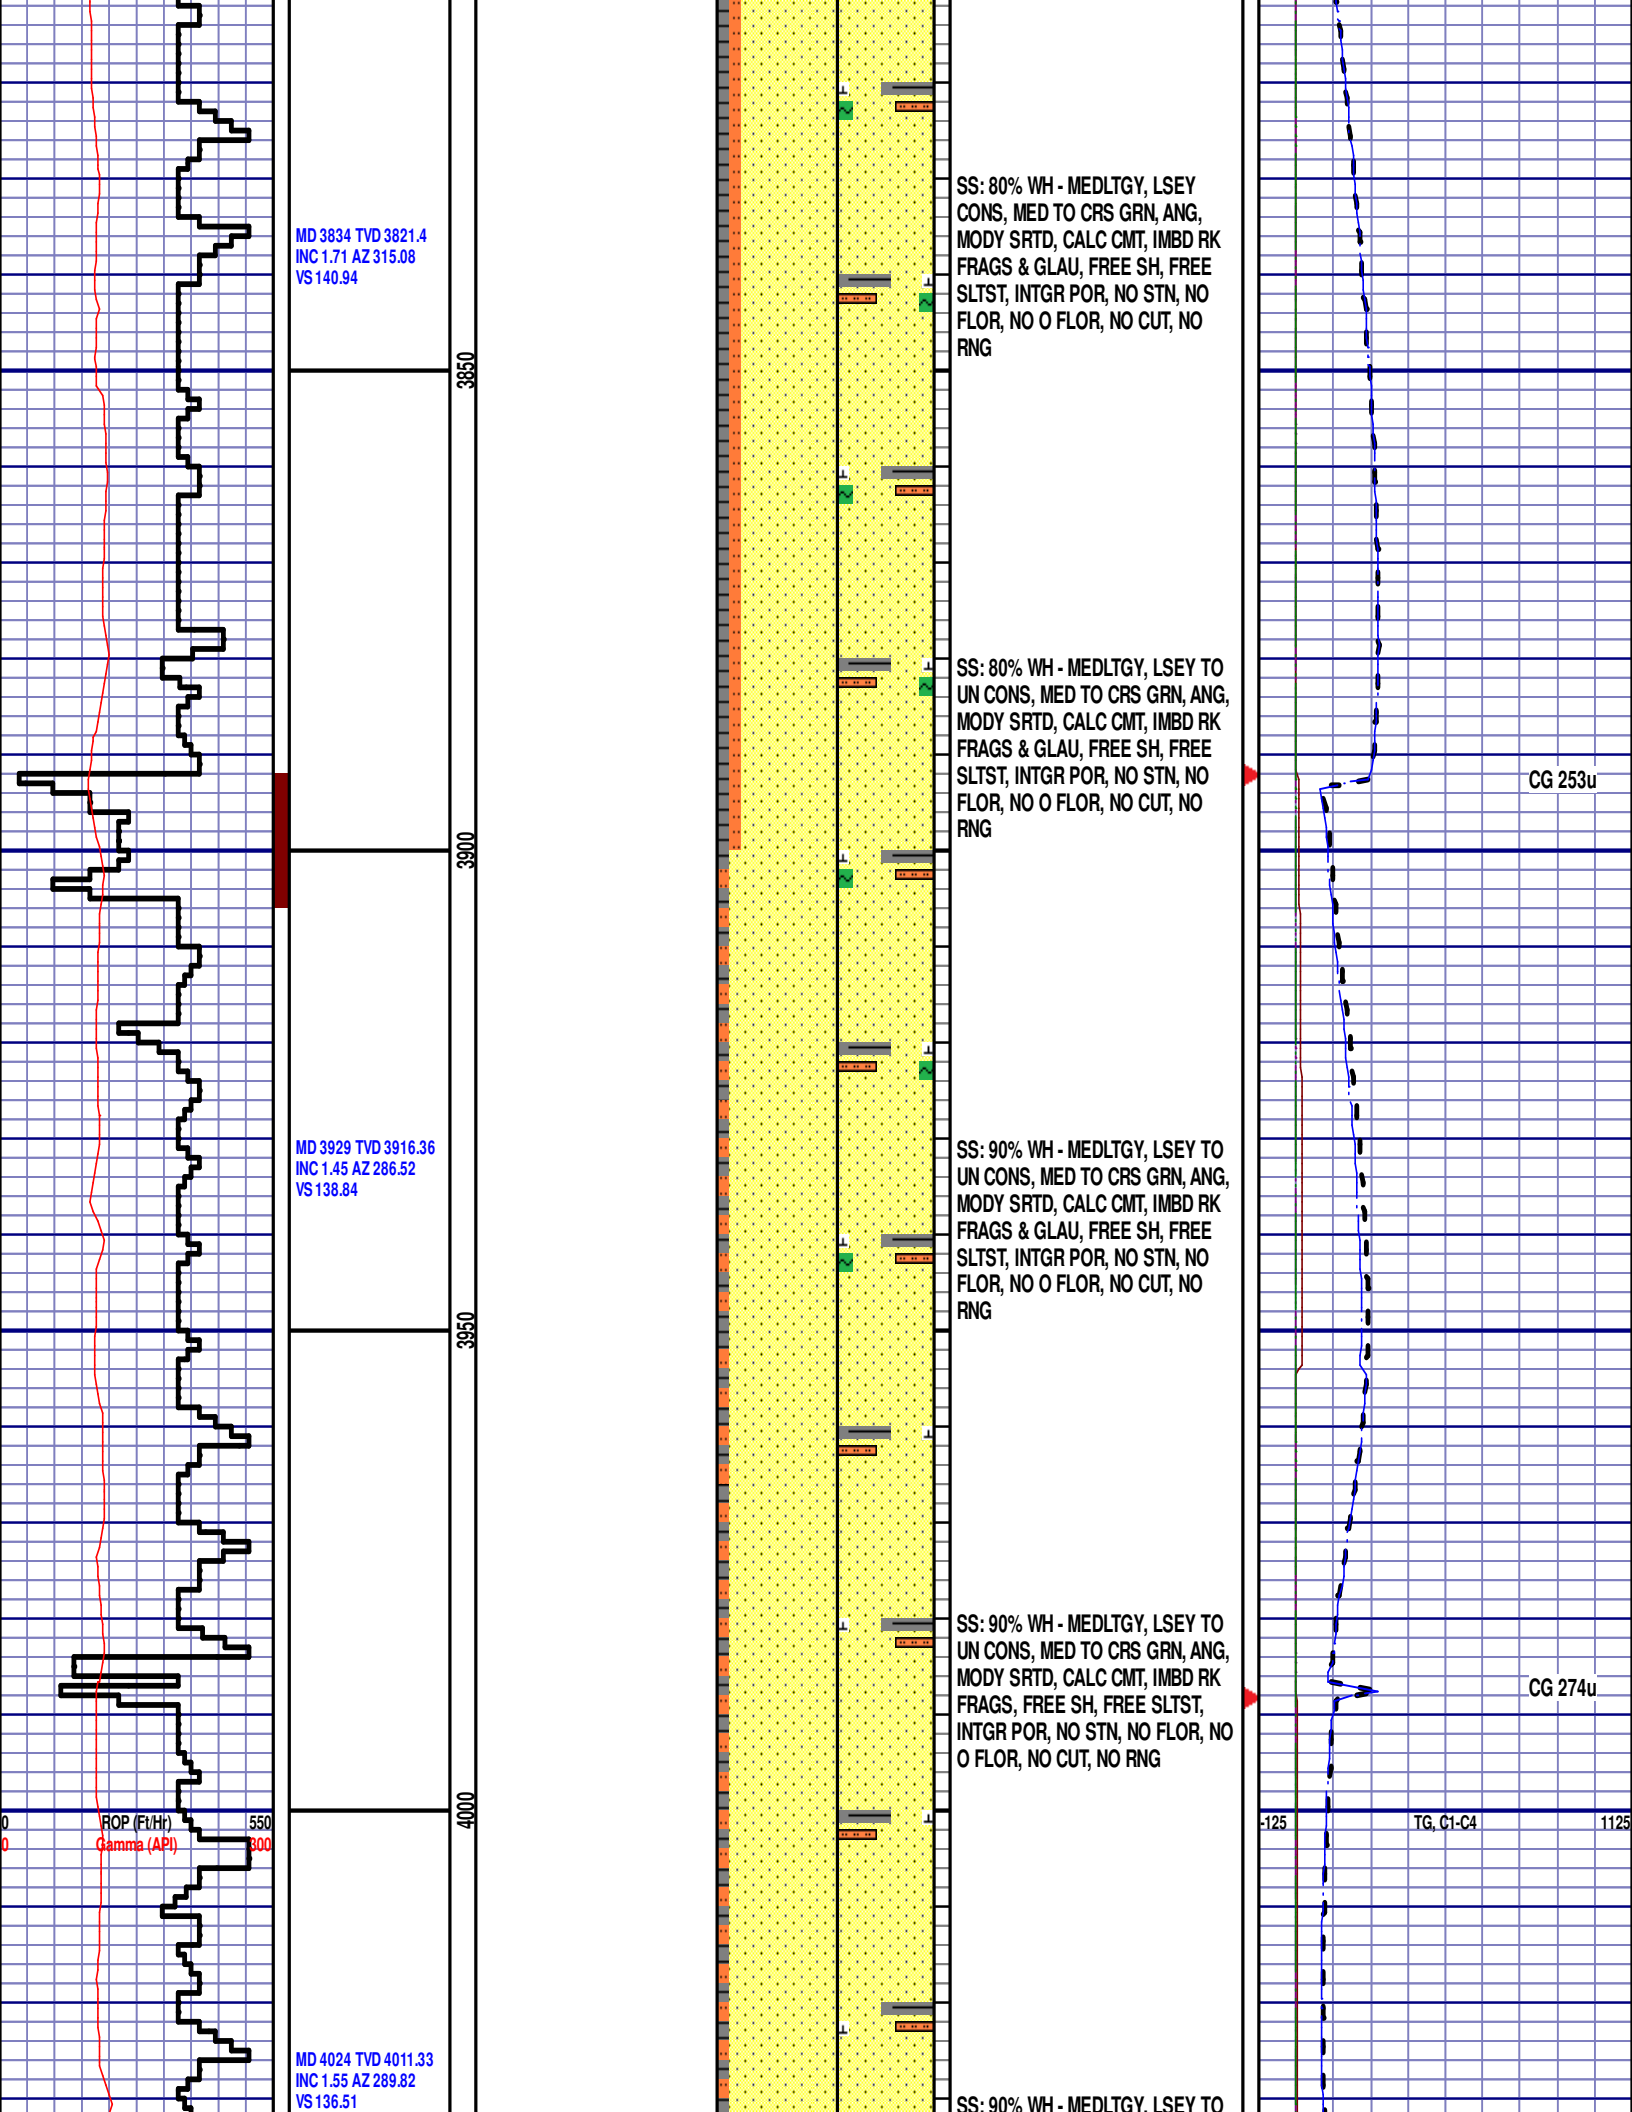 SS: 80% WH - MEDLTGY, LSEY
CONS, MED TO CRS GRN, ANG,
MODY SRTD, CALC CMT, IMBD RK
FRAGS & GLAU, FREE SH, FREE
SLTST, INTGR POR, NO STN, NO
FLOR, NO O FLOR, NO CUT, NO
RNG
MD 3834 TVD 3821.4
INC 1.71 AZ 315.08
VS 140.94
3850
SS: 80% WH - MEDLTGY, LSEY TO
UN CONS, MED TO CRS GRN, ANG,
MODY SRTD, CALC CMT, IMBD RK
FRAGS & GLAU, FREE SH, FREE
SLTST, INTGR POR, NO STN, NO
FLOR, NO O FLOR, NO CUT, NO
RNG
CG 253u
3900
MD 3929 TVD 3916.36
INC 1.45 AZ 286.52
VS 138.84
SS: 90% WH - MEDLTGY, LSEY TO
UN CONS, MED TO CRS GRN, ANG,
MODY SRTD, CALC CMT, IMBD RK
FRAGS & GLAU, FREE SH, FREE
SLTST, INTGR POR, NO STN, NO
FLOR, NO O FLOR, NO CUT, NO
RNG
3950
SS: 90% WH - MEDLTGY, LSEY TO
UN CONS, MED TO CRS GRN, ANG,
MODY SRTD, CALC CMT, IMBD RK
FRAGS, FREE SH, FREE SLTST,
INTGR POR, NO STN, NO FLOR, NO
O FLOR, NO CUT, NO RNG
CG 274u
4000
0 ROP (Ft/Hr) 550
0 Gamma (API) 300
-125 TG, C1-C4 1125
MD 4024 TVD 4011.33
INC 1.55 AZ 289.82
VS 136.51
SS: 90% WH - MEDLTGY, LSEY TO